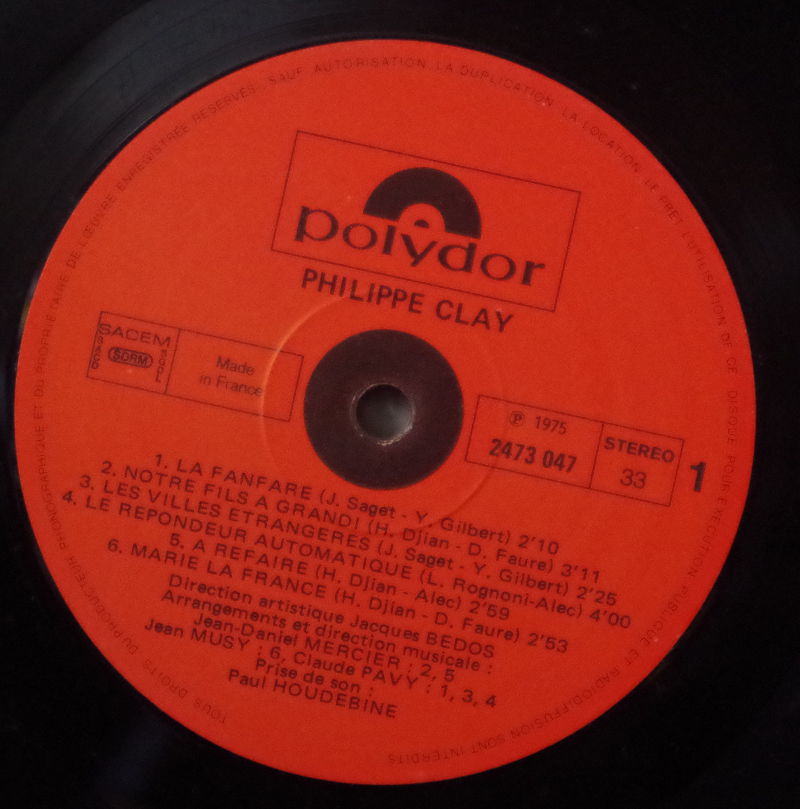 polydor
PHILIPPE CLAY
SACEM
SACD
SDRM
SGDL
Made
in France
℗ 1975
2473 047
STEREO
33
1
1. LA FANFARE (J. Saget - Y. Gilbert) 2'10
2. NOTRE FILS A GRANDI (H. Djian - D. Faure) 3'11
3. LES VILLES ETRANGERES (J. Saget - Y. Gilbert) 2'25
4. LE REPONDEUR AUTOMATIQUE (L. Rognoni-Alec) 4'00
5. A REFAIRE (H. Djian - Alec) 2'59
6. MARIE LA FRANCE (H. Djian - D. Faure) 2'53
Direction artistique Jacques BEDOS
Arrangements et direction musicale :
Jean-Daniel MERCIER : 2, 5
Jean MUSY : 6, Claude PAVY : 1, 3, 4
Prise de son :
Paul HOUDEBINE
TOUS DROITS DU PRODUCTEUR PHONOGRAPHIQUE ET DU PROPRIETAIRE DE L'ŒUVRE ENREGISTRÉE RESERVES. SAUF AUTORISATION LA DUPLICATION, LA LOCATION, LE PRET, L'UTILISATION DE CE DISQUE POUR EXECUTION PUBLIQUE ET RADIODIFFUSION SONT INTERDITS